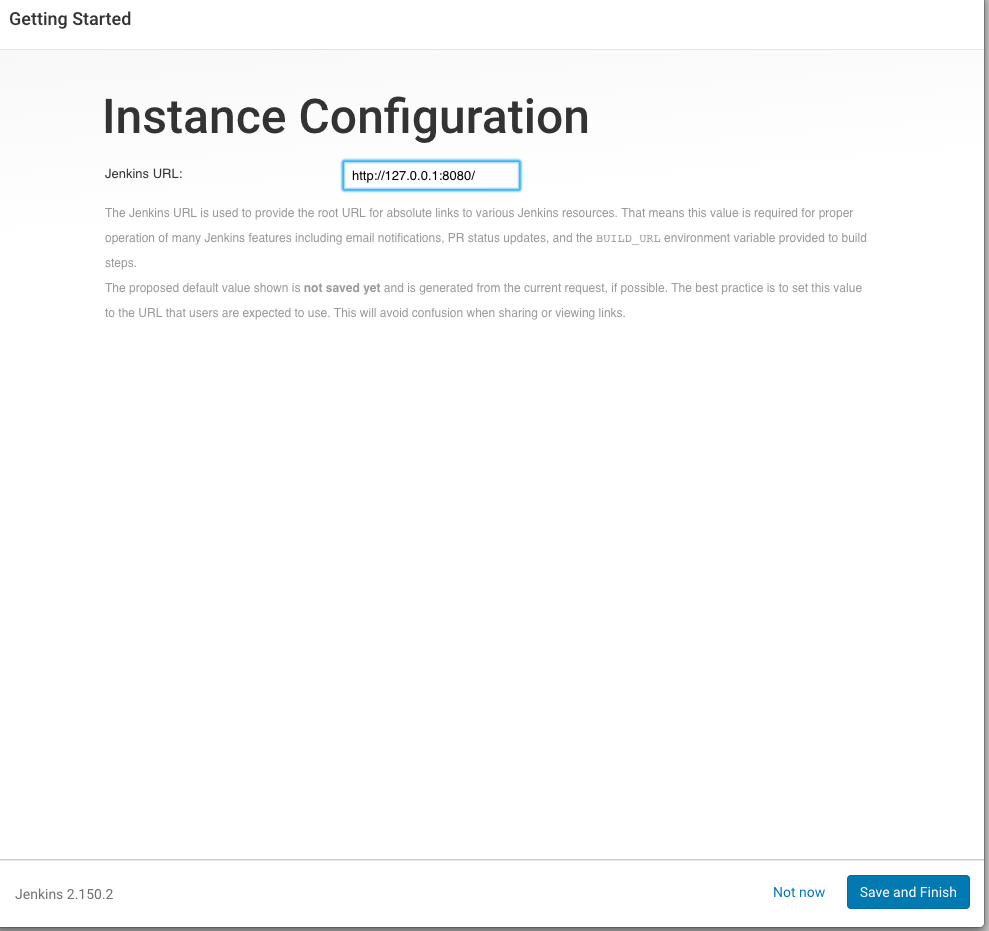 Getting Started
Instance Configuration
Jenkins URL:
http://127.0.0.1:8080/
The Jenkins URL is used to provide the root URL for absolute links to various Jenkins resources. That means this value is required for proper
operation of many Jenkins features including email notifications, PR status updates, and the BUILD_URL environment variable provided to build
steps.
The proposed default value shown is not saved yet and is generated from the current request, if possible. The best practice is to set this value
to the URL that users are expected to use. This will avoid confusion when sharing or viewing links.
Jenkins 2.150.2
Not now
Save and Finish